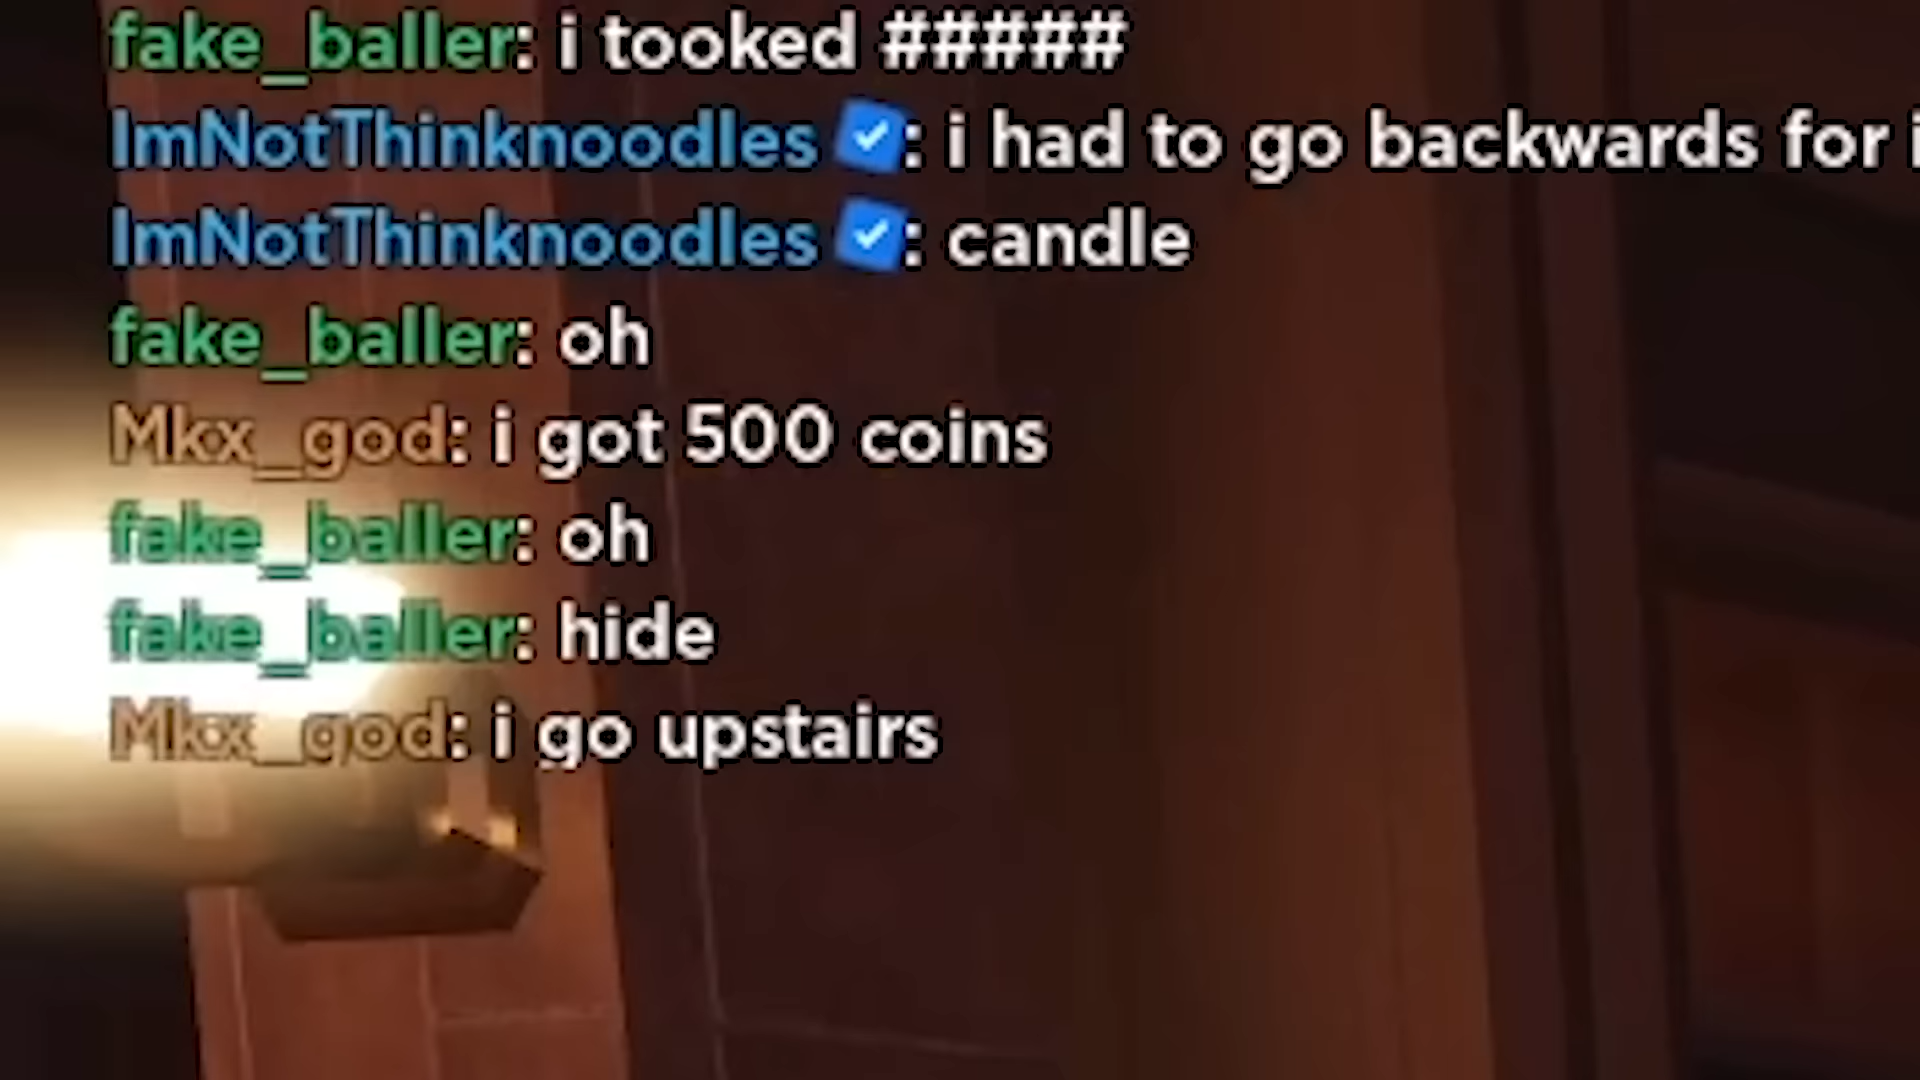 fake_baller: i tooked #####
ImNotThinknoodles: i had to go backwards for
ImNotThinknoodles: candle
fake_baller: oh
Mkx_god: i got 500 coins
fake_baller: oh
fake_baller: hide
Mkx_god: i go upstairs